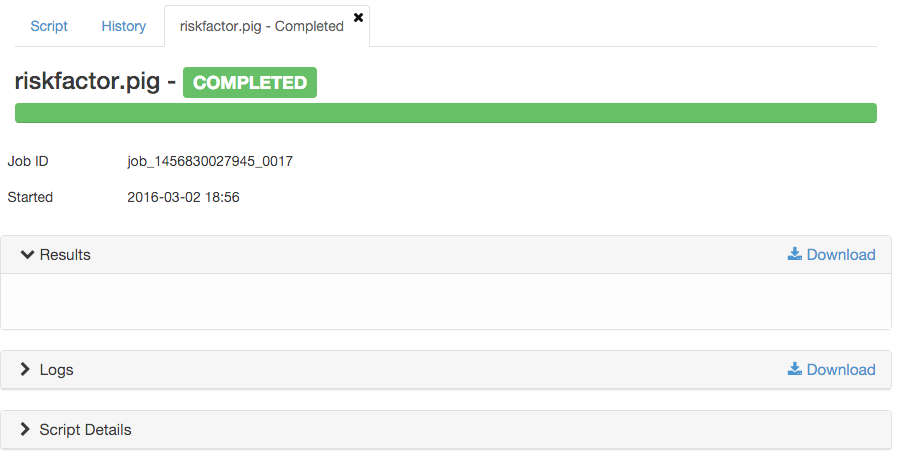 Script History riskfactor.pig - Completed
riskfactor.pig - COMPLETED
Job ID job_1456830027945_0017
Started 2016-03-02 18:56
Results Download
Logs Download
Script Details